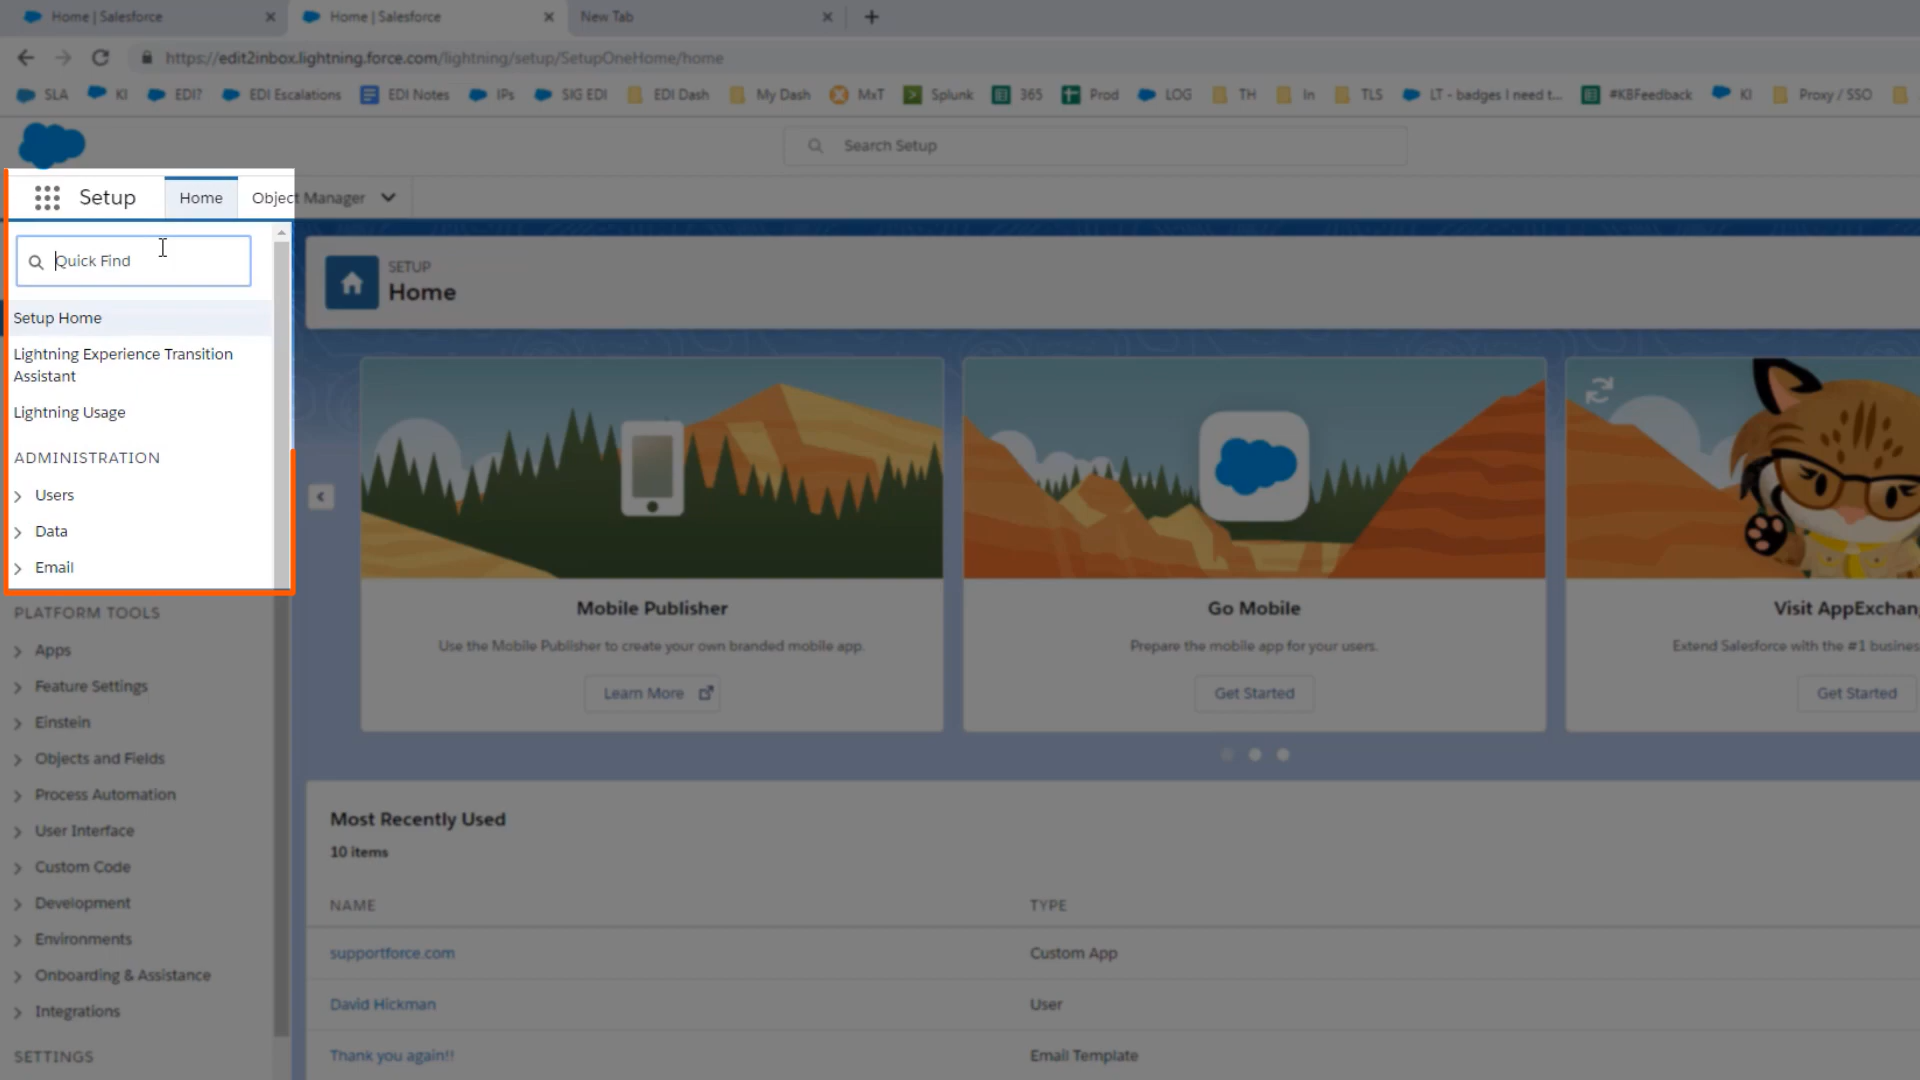 Home | Salesforce
Home | Salesforce
New Tab
https://edit2inbox.lightning.force.com/lightning/setup/SetupOneHome/home
SLA
KI
EDI?
EDI Escalations
EDI Notes
IPs
SIG EDI
EDI Dash
My Dash
MxT
Splunk
365
Prod
LOG
TH
In
TLS
LT - badges I need t...
#KBFeedback
KI
Proxy / SSO
Search Setup
Setup
Home
Object Manager
Quick Find
Setup Home
Lightning Experience Transition
Assistant
Lightning Usage
ADMINISTRATION
Users
Data
Email
PLATFORM TOOLS
Apps
Feature Settings
Einstein
Objects and Fields
Process Automation
User Interface
Custom Code
Development
Environments
Onboarding & Assistance
Integrations
SETTINGS
SETUP
Home
Mobile Publisher
Use the Mobile Publisher to create your own branded mobile app.
Learn More
Go Mobile
Prepare the mobile app for your users.
Get Started
Visit AppExchan
Extend Salesforce with the #1 busines
Get Started
Most Recently Used
10 items
NAME
TYPE
supportforce.com
Custom App
David Hickman
User
Thank you again!!
Email Template